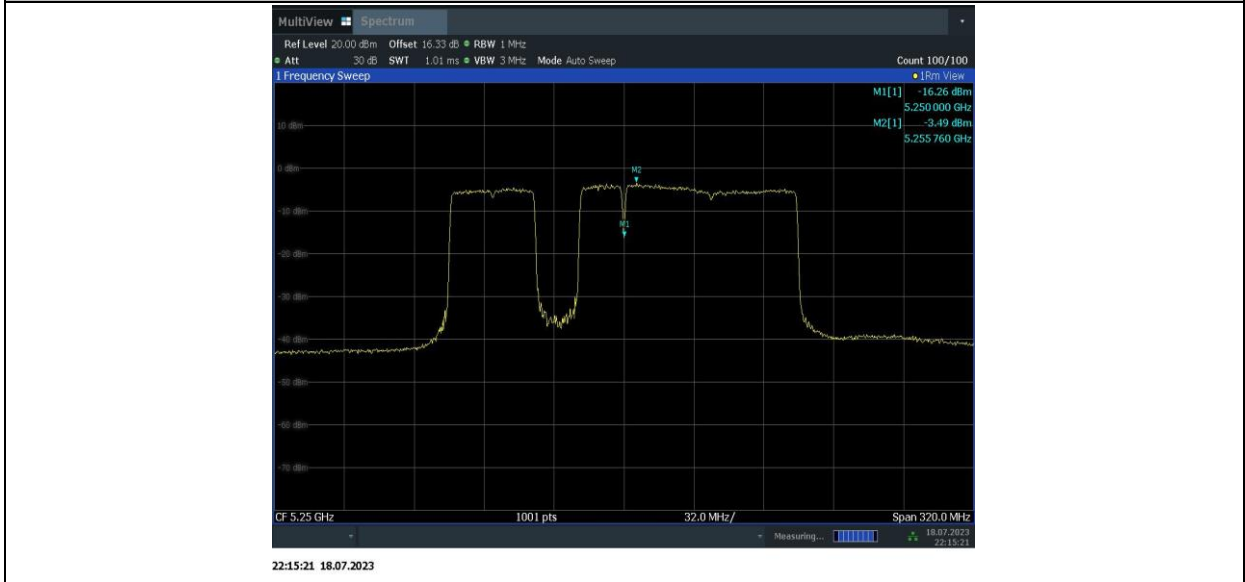 MultiView Spectrum
Ref Level 20.00 dBm Offset 16.33 dB RBW 1 MHz
Att 30 dB SWT 1.01 ms VBW 3 MHz Mode Auto Sweep Count 100/100
1 Frequency Sweep 1Rm View
M1[1] -16.26 dBm
5.250 000 GHz
10 dBm
M2[1] -3.49 dBm
5.255 760 GHz
0 dBm
M2
-10 dBm
M1
-20 dBm
-30 dBm
-40 dBm
-50 dBm
-60 dBm
-70 dBm
CF 5.25 GHz 1001 pts 32.0 MHz/ Span 320.0 MHz
Measuring... 18.07.2023
22:15:21
22:15:21 18.07.2023